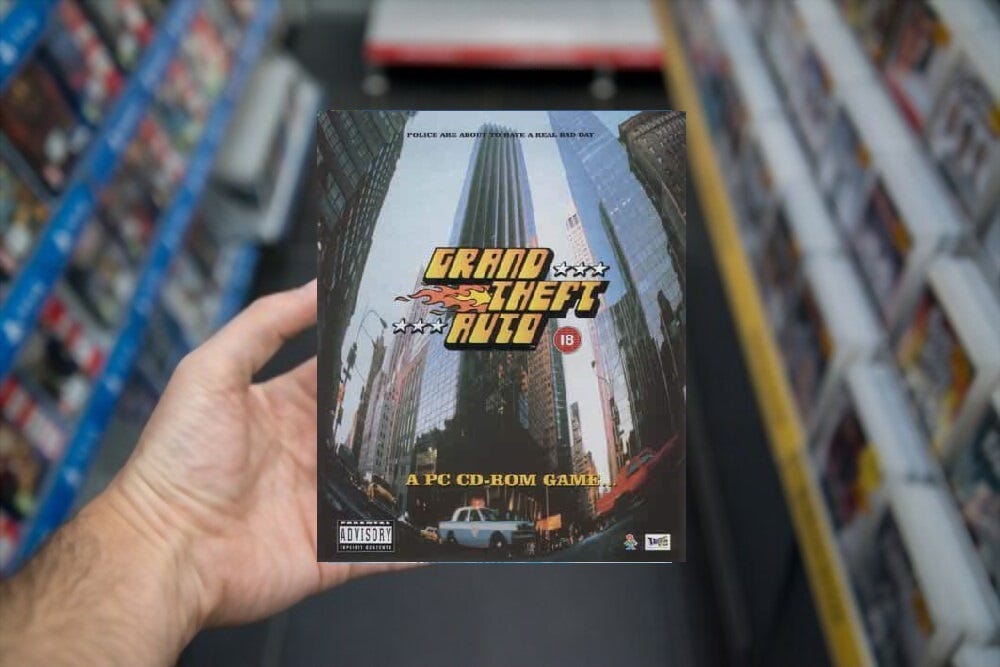 POLICE ARE ABOUT TO HAVE A REAL BAD DAY
GRAND
THEFT
AUTO
18
A PC CD-ROM GAME...
PARENTAL
ADVISORY
EXPLICIT CONTENTS